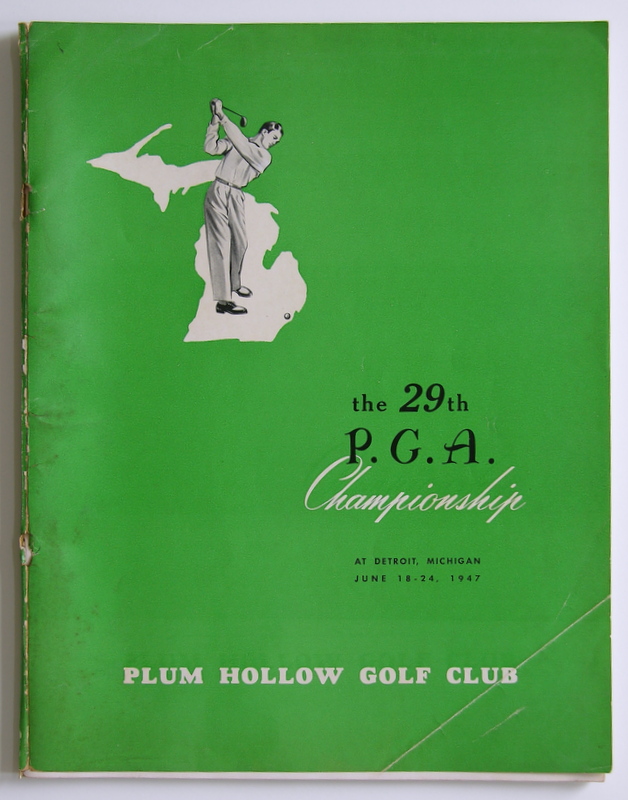 the 29th
P.G.A.
Championship
AT DETROIT, MICHIGAN
JUNE 18-24, 1947
PLUM HOLLOW GOLF CLUB